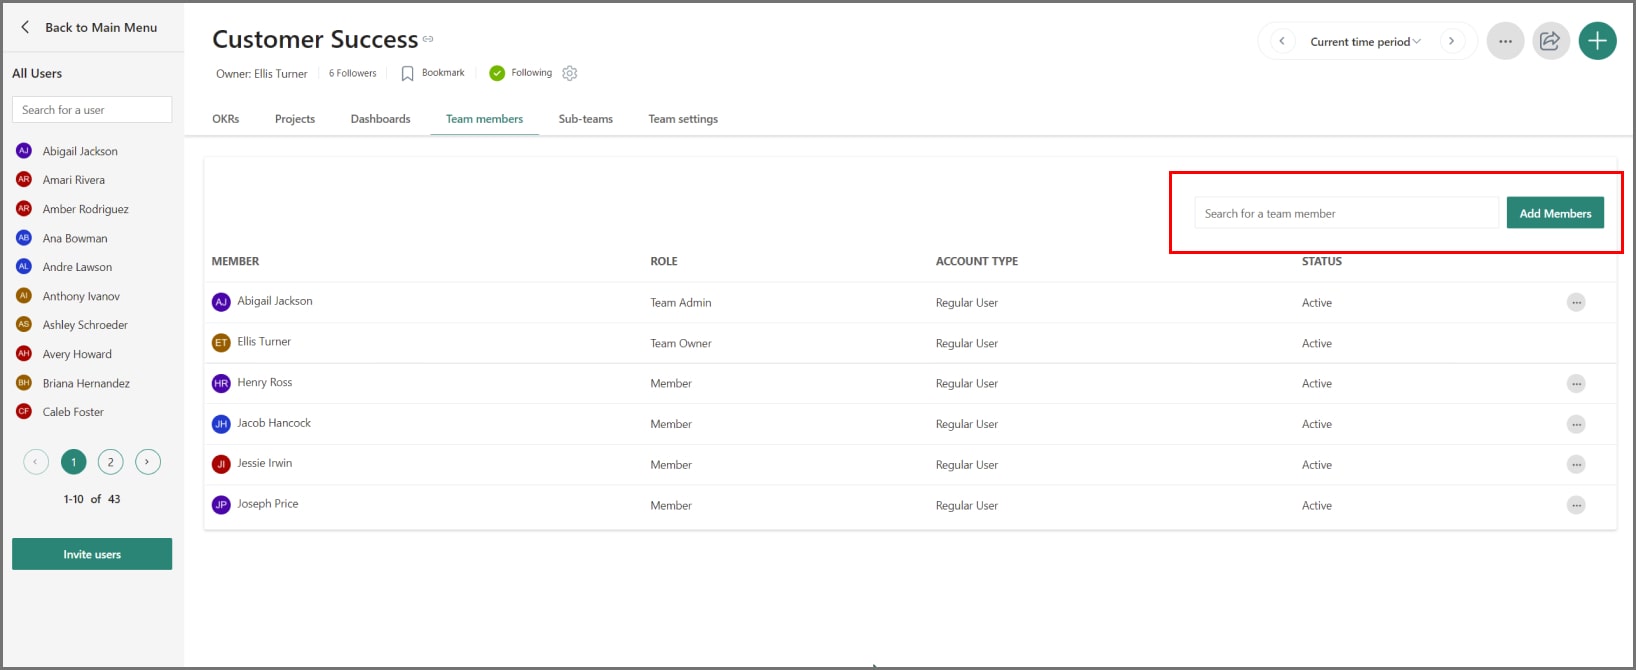 Back to Main Menu
All Users
Search for a user
AJ Abigail Jackson
AR Amari Rivera
AR Amber Rodriguez
AB Ana Bowman
AL Andre Lawson
AI Anthony Ivanov
AS Ashley Schroeder
AH Avery Howard
BH Briana Hernandez
CF Caleb Foster
1 2
1-10 of 43
Invite users
Customer Success
Current time period
Owner: Ellis Turner 6 Followers Bookmark Following
OKRs Projects Dashboards Team members Sub-teams Team settings
Search for a team member Add Members
MEMBER ROLE ACCOUNT TYPE STATUS
AJ Abigail Jackson Team Admin Regular User Active
ET Ellis Turner Team Owner Regular User Active
HR Henry Ross Member Regular User Active
JH Jacob Hancock Member Regular User Active
JI Jessie Irwin Member Regular User Active
JP Joseph Price Member Regular User Active